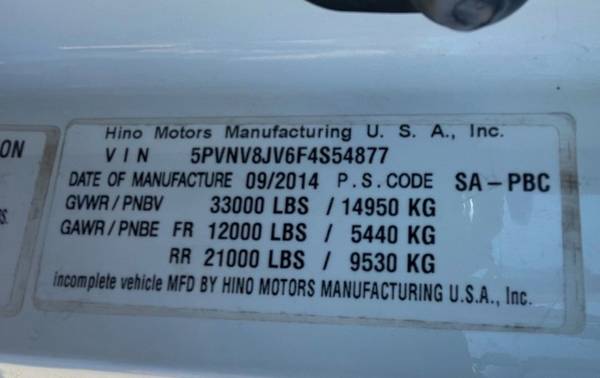 Hino Motors Manufacturing U. S. A., Inc.
VIN 5PVNV8JV6F4S54877
DATE OF MANUFACTURE 09/2014 P.S.CODE SA-PBC
GVWR/PNBV 33000 LBS / 14950 KG
GAWR/PNBE FR 12000 LBS / 5440 KG
RR 21000 LBS / 9530 KG
incomplete vehicle MFD BY HINO MOTORS MANUFACTURING U.S.A., Inc.
ON